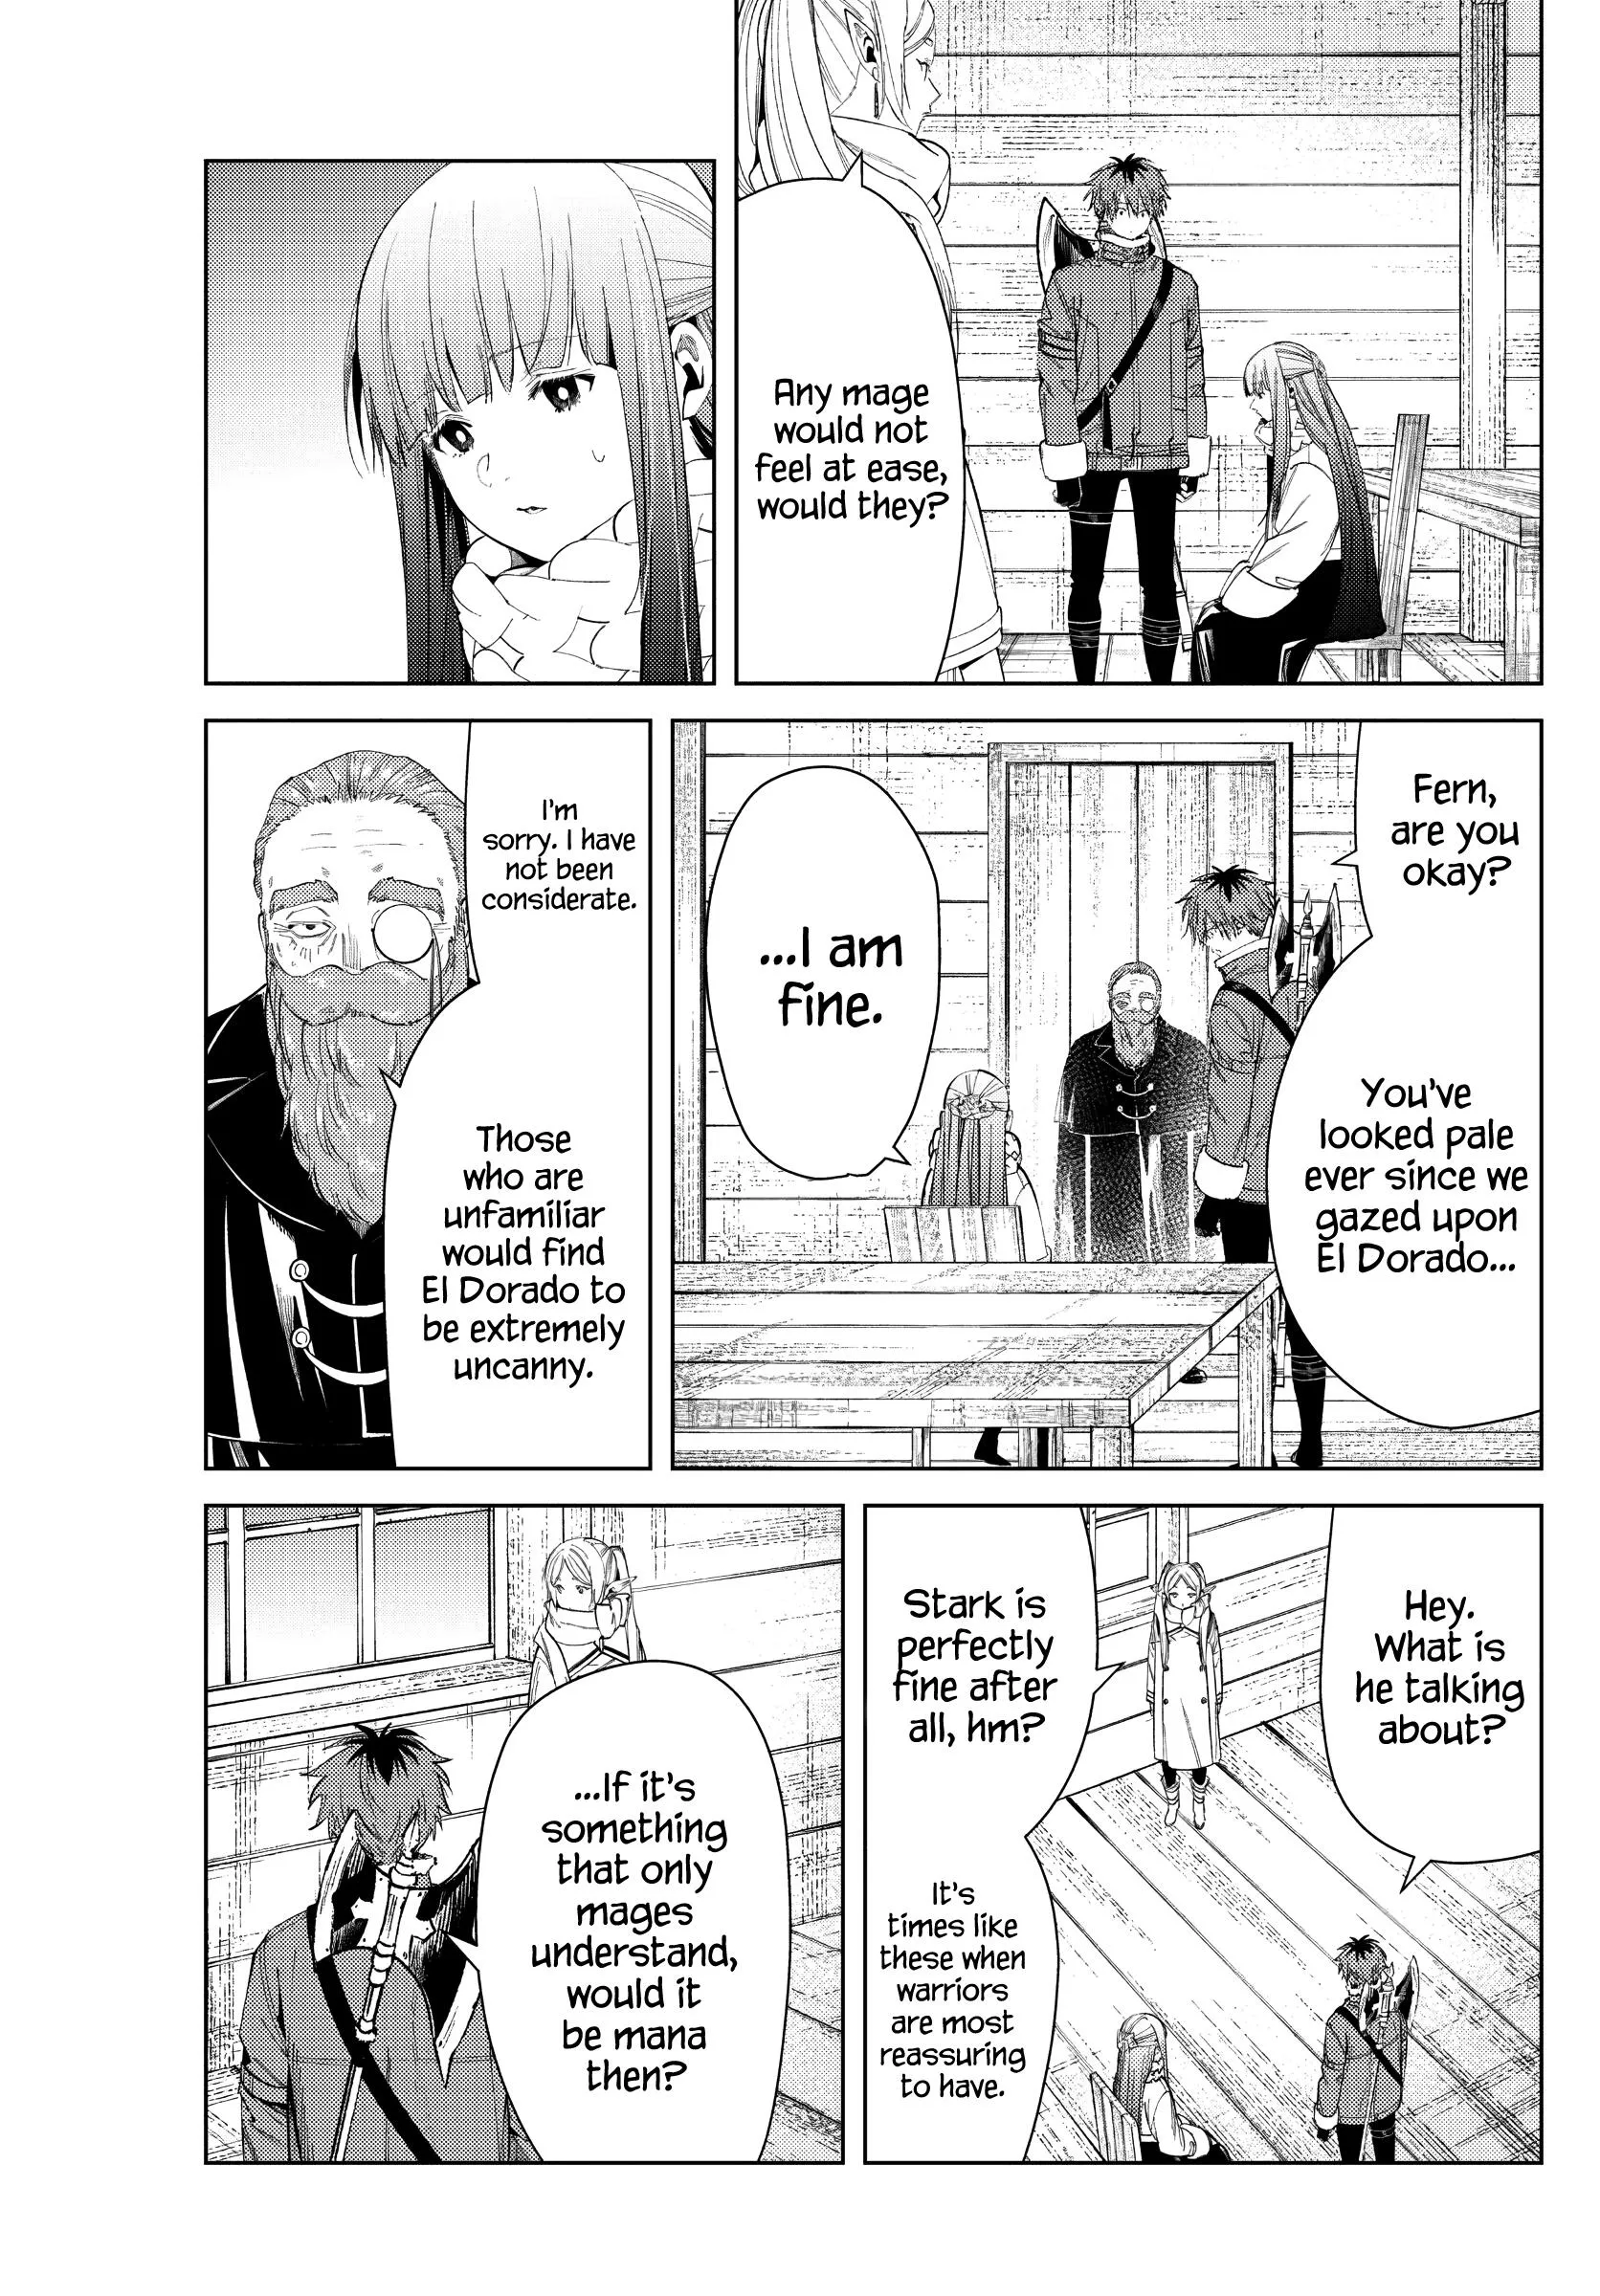 Any mage
would not
feel at ease,
would they?
Fern,
are you
okay?
You've
looked pale
ever since we
gazed upon
El Dorado...
...I am
fine.
I'm
sorry. I have
not been
considerate.
Those
who are
unfamiliar
would find
El Dorado to
be extremely
uncanny.
Hey.
What is
he talking
about?
Stark is
perfectly
fine after
all, hm?
It's
times like
these when
warriors
are most
reassuring
to have.
...If it's
something
that only
mages
understand,
would it
be mana
then?